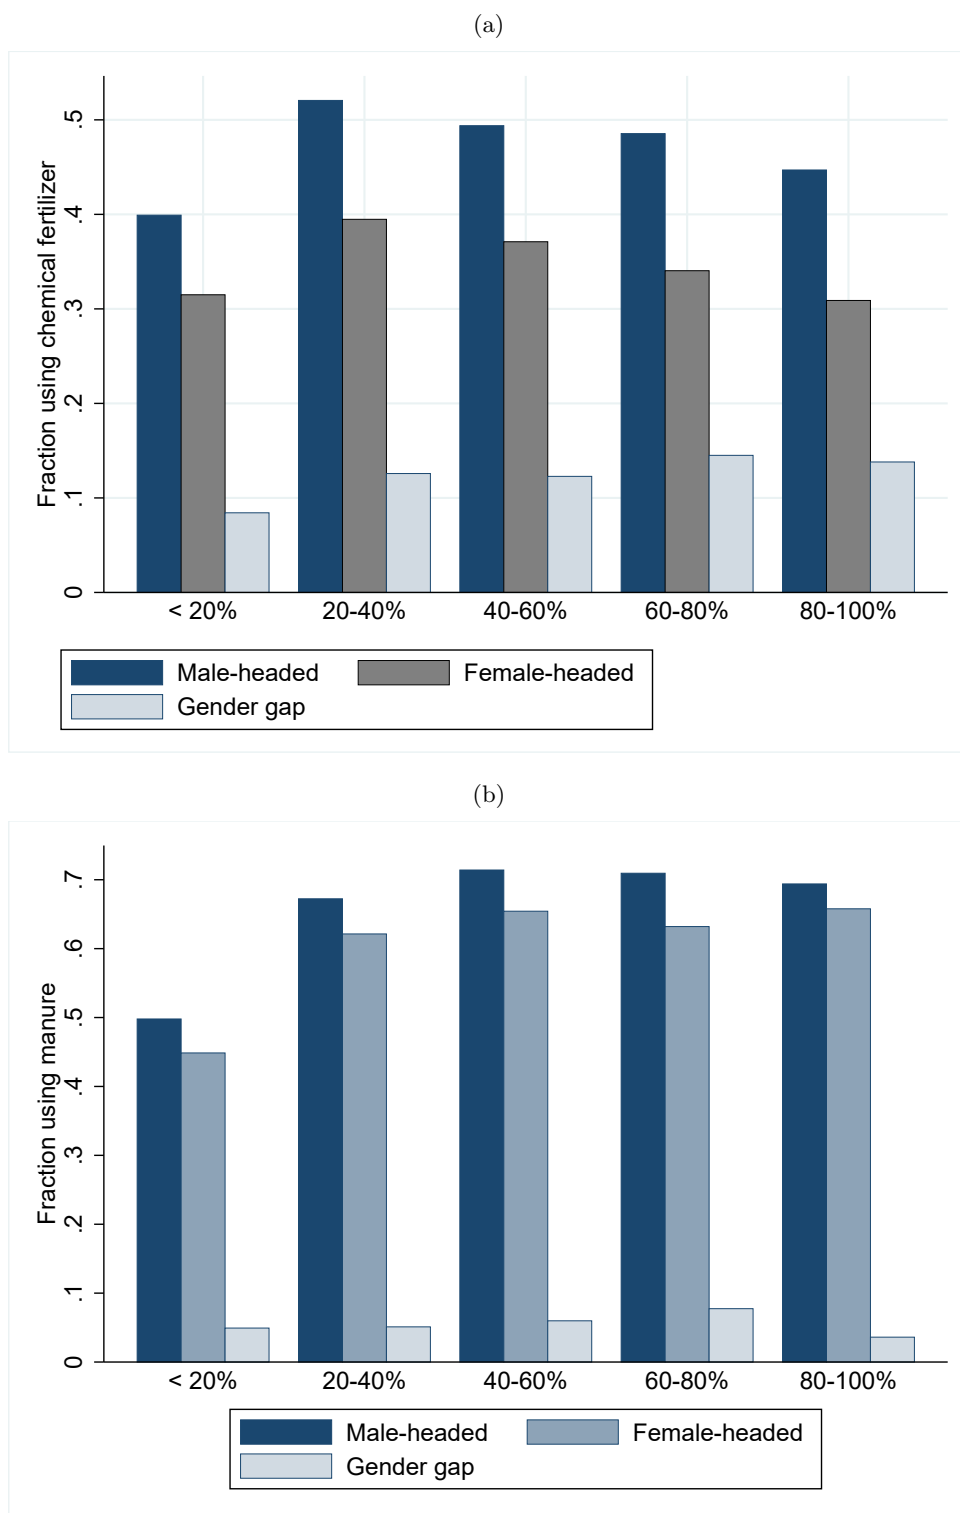 (a)
Fraction using chemical fertilizer
.5
.4
.3
.2
.1
0
< 20% 20-40% 40-60% 60-80% 80-100%
Male-headed Female-headed
Gender gap
(b)
Fraction using manure
.7
.6
.5
.4
.3
.2
.1
0
< 20% 20-40% 40-60% 60-80% 80-100%
Male-headed Female-headed
Gender gap